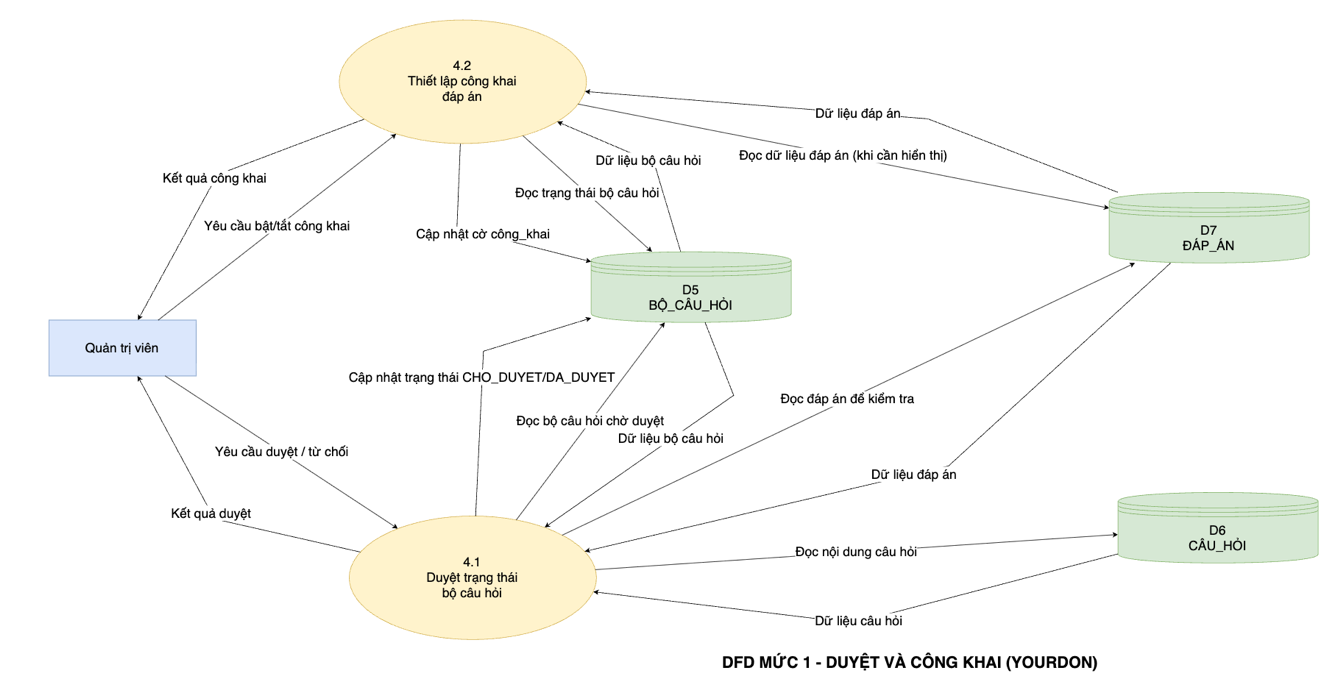 4.2
Thiết lập công khai
đáp án
Dữ liệu đáp án
Đọc dữ liệu đáp án (khi cần hiển thị)
Dữ liệu bộ câu hỏi
Kết quả công khai
Đọc trạng thái bộ câu hỏi
Yêu cầu bật/tắt công khai
Cập nhật cờ công_khai
D7
ĐÁP_ÁN
D5
BỘ_CÂU_HỎI
Quản trị viên
Cập nhật trạng thái CHO_DUYET/DA_DUYET
Đọc đáp án để kiểm tra
Đọc bộ câu hỏi chờ duyệt
Dữ liệu bộ câu hỏi
Yêu cầu duyệt / từ chối
Dữ liệu đáp án
Kết quả duyệt
D6
CÂU_HỎI
Đọc nội dung câu hỏi
4.1
Duyệt trạng thái
bộ câu hỏi
Dữ liệu câu hỏi
DFD MỨC 1 - DUYỆT VÀ CÔNG KHAI (YOURDON)